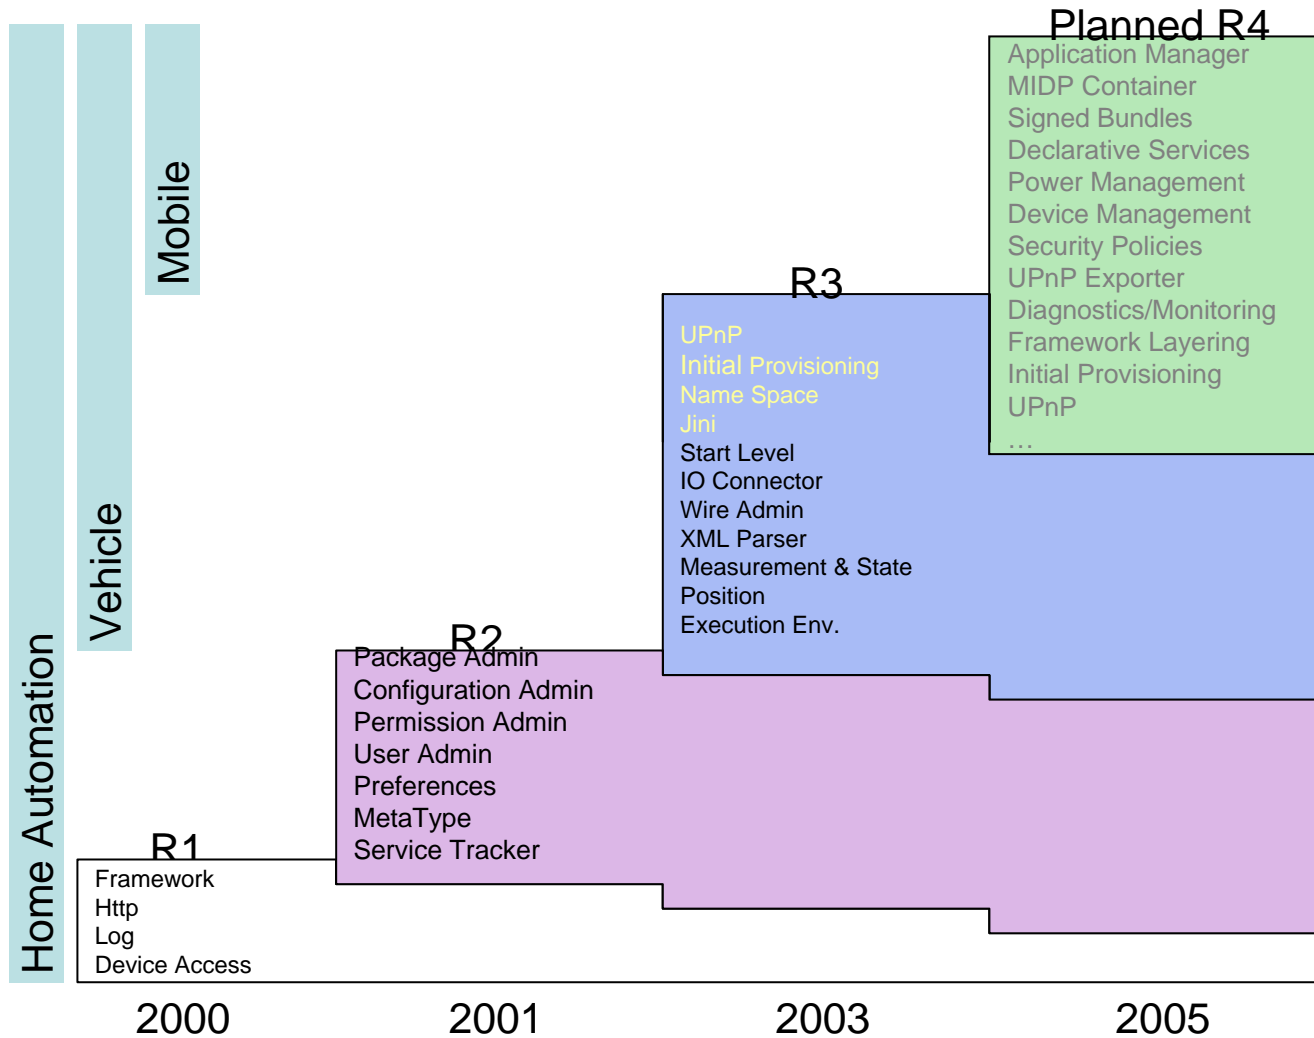 Planned R4
Application Manager
MIDP Container
Signed Bundles
Declarative Services
Power Management
Device Management
Security Policies
UPnP Exporter
Diagnostics/Monitoring
Framework Layering
Initial Provisioning
UPnP
…
Mobile
Vehicle
Home Automation
R3
UPnP
Initial Provisioning
Name Space
Jini
Start Level
IO Connector
Wire Admin
XML Parser
Measurement & State
Position
Execution Env.
R2
Package Admin
Configuration Admin
Permission Admin
User Admin
Preferences
MetaType
Service Tracker
R1
Framework
Http
Log
Device Access
2000 2001 2003 2005